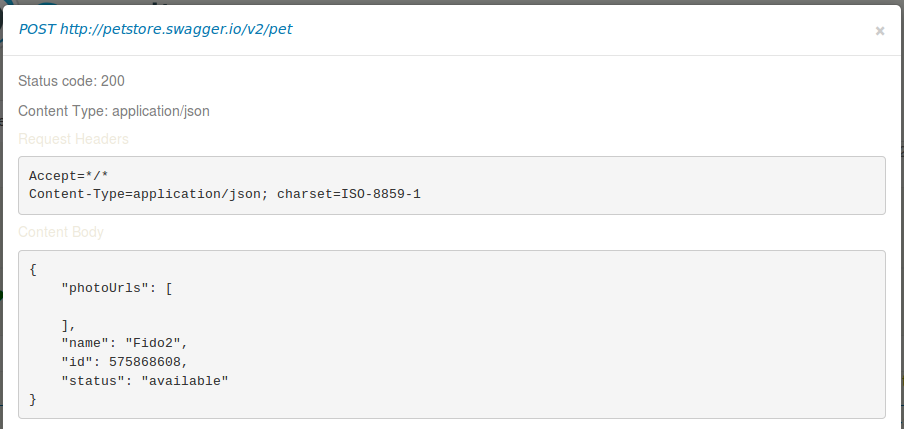 POST http://petstore.swagger.io/v2/pet
×
Status code: 200
Content Type: application/json
Request Headers
Accept=*/*
Content-Type=application/json; charset=ISO-8859-1
Content Body
{
    "photoUrls": [

    ],
    "name": "Fido2",
    "id": 575868608,
    "status": "available"
}